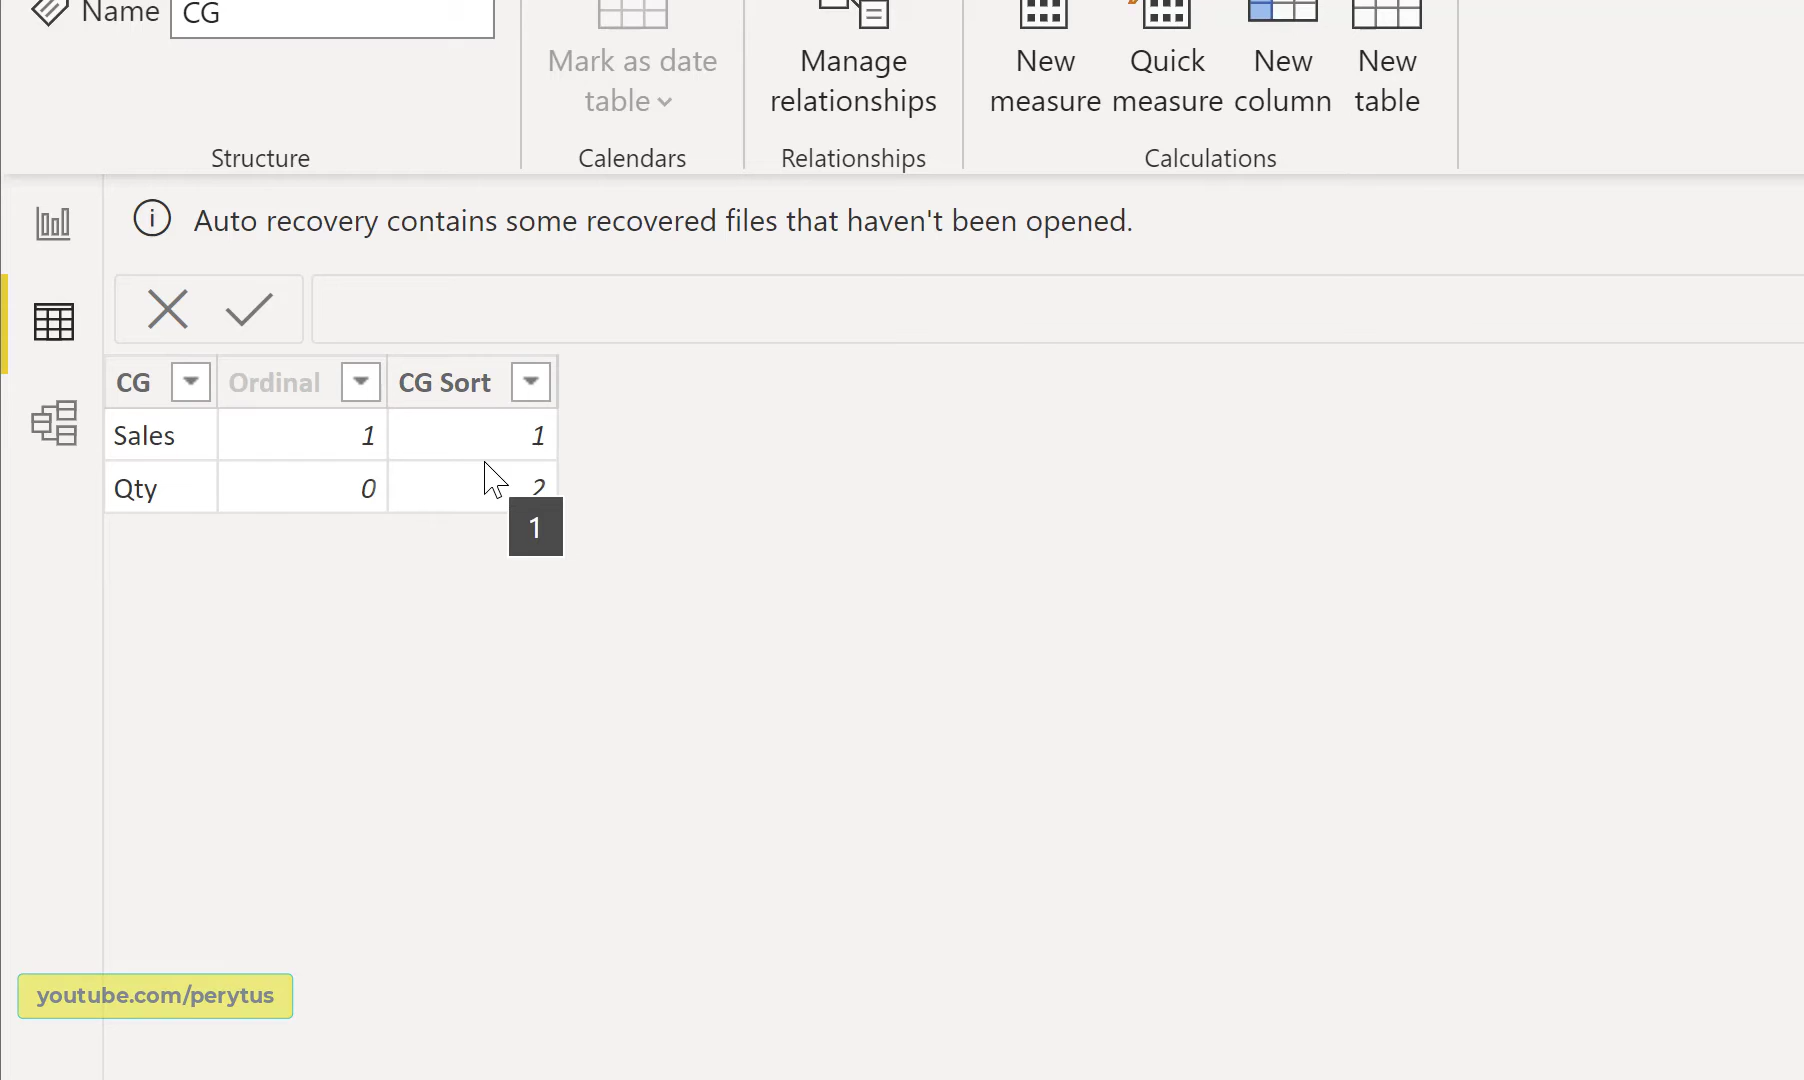 Name CG
Mark as date
table
Manage
relationships
New
measure
Quick
measure
New
column
New
table
Structure
Calendars
Relationships
Calculations
Auto recovery contains some recovered files that haven't been opened.
CG Ordinal CG Sort
Sales 1 1
Qty 0 2
1
youtube.com/perytus